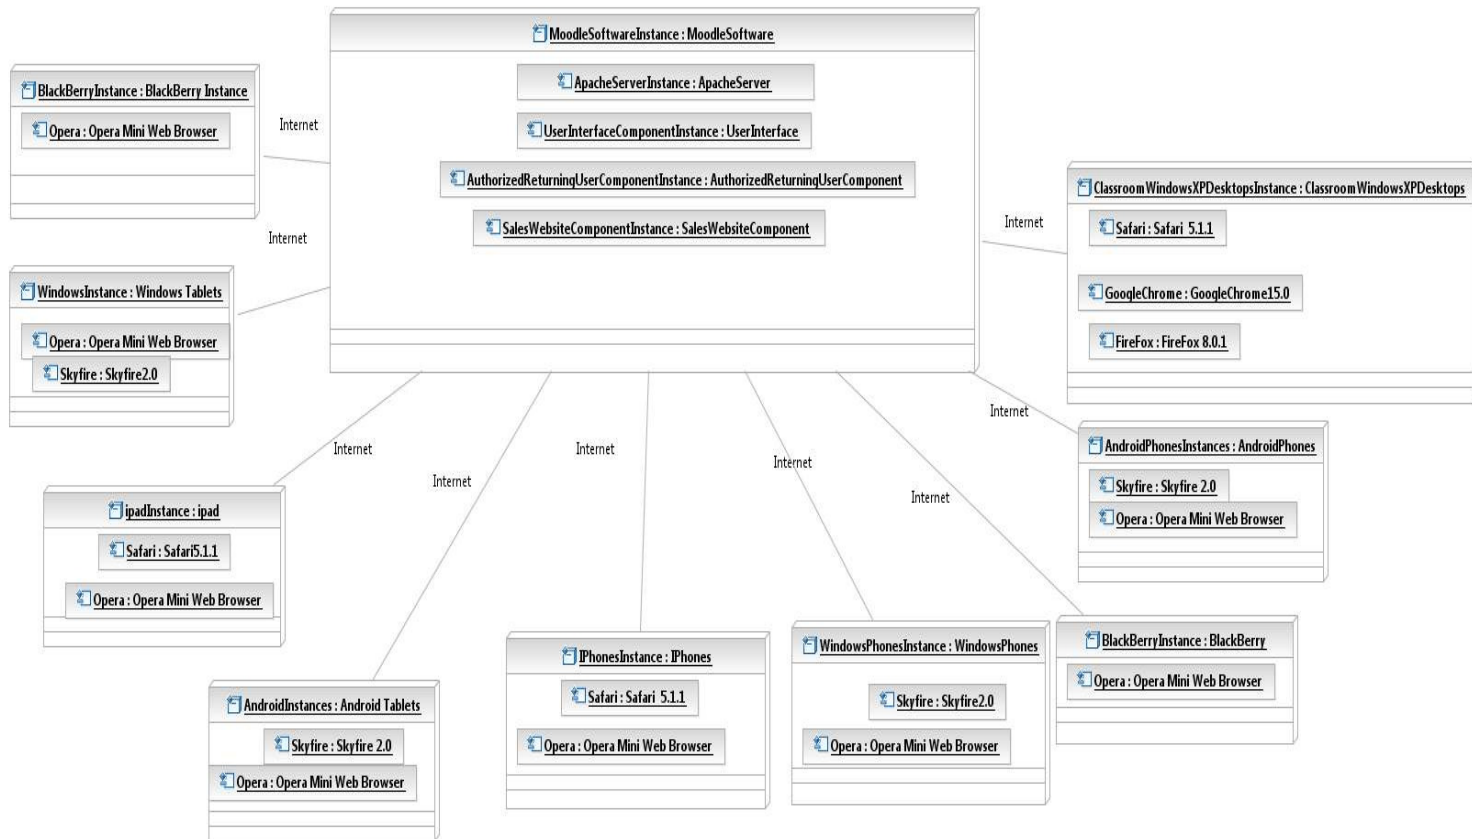 MoodleSoftwareInstance : MoodleSoftware
ApacheServerInstance : ApacheServer
UserInterfaceComponentInstance : UserInterface
AuthorizedReturningUserComponentInstance : AuthorizedReturningUserComponent
SalesWebsiteComponentInstance : SalesWebsiteComponent
BlackBerryInstance : BlackBerry Instance
Opera : Opera Mini Web Browser
Internet
Internet
WindowsInstance : Windows Tablets
Opera : Opera Mini Web Browser
Skyfire : Skyfire2.0
Internet
ClassroomWindowsXPDesktopsInstance : ClassroomWindowsXPDesktops
Safari : Safari 5.1.1
GoogleChrome : GoogleChrome15.0
FireFox : FireFox 8.0.1
Internet
AndroidPhonesInstances : AndroidPhones
Skyfire : Skyfire 2.0
Opera : Opera Mini Web Browser
Internet
Internet
Internet
Internet
Internet
ipadInstance : ipad
Safari : Safari5.1.1
Opera : Opera Mini Web Browser
AndroidInstances : Android Tablets
Skyfire : Skyfire 2.0
Opera : Opera Mini Web Browser
IPhonesInstance : IPhones
Safari : Safari 5.1.1
Opera : Opera Mini Web Browser
WindowsPhonesInstance : WindowsPhones
Skyfire : Skyfire2.0
Opera : Opera Mini Web Browser
BlackBerryInstance : BlackBerry
Opera : Opera Mini Web Browser